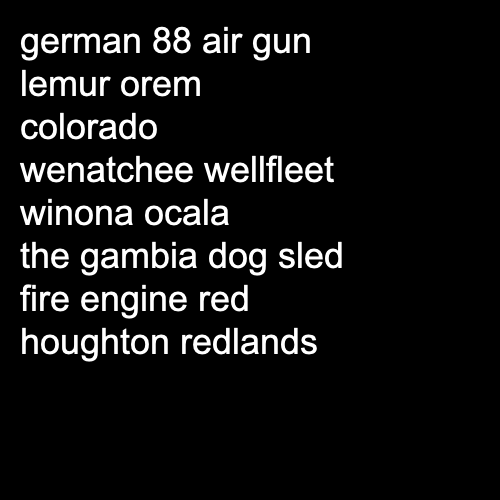 german 88 air gun
lemur orem
colorado
wenatchee wellfleet
winona ocala
the gambia dog sled
fire engine red
houghton redlands